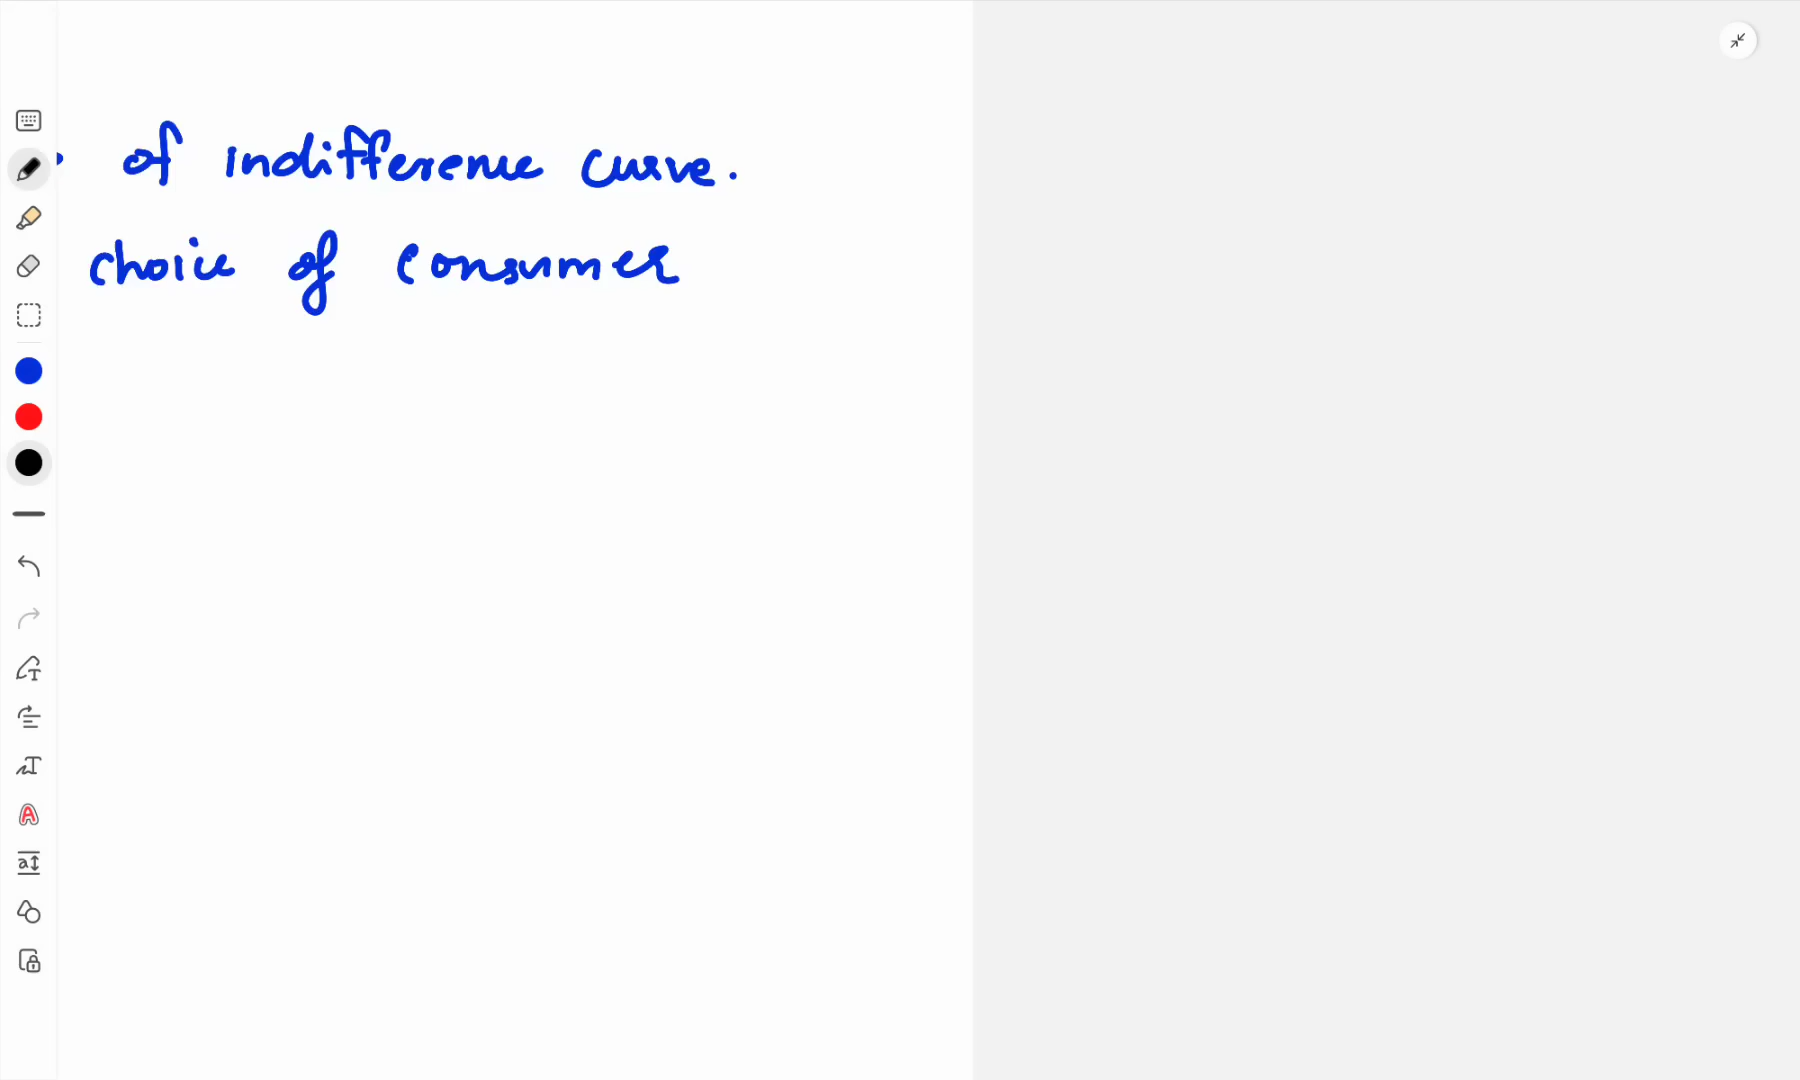 of indifference curve.
choice of consumer